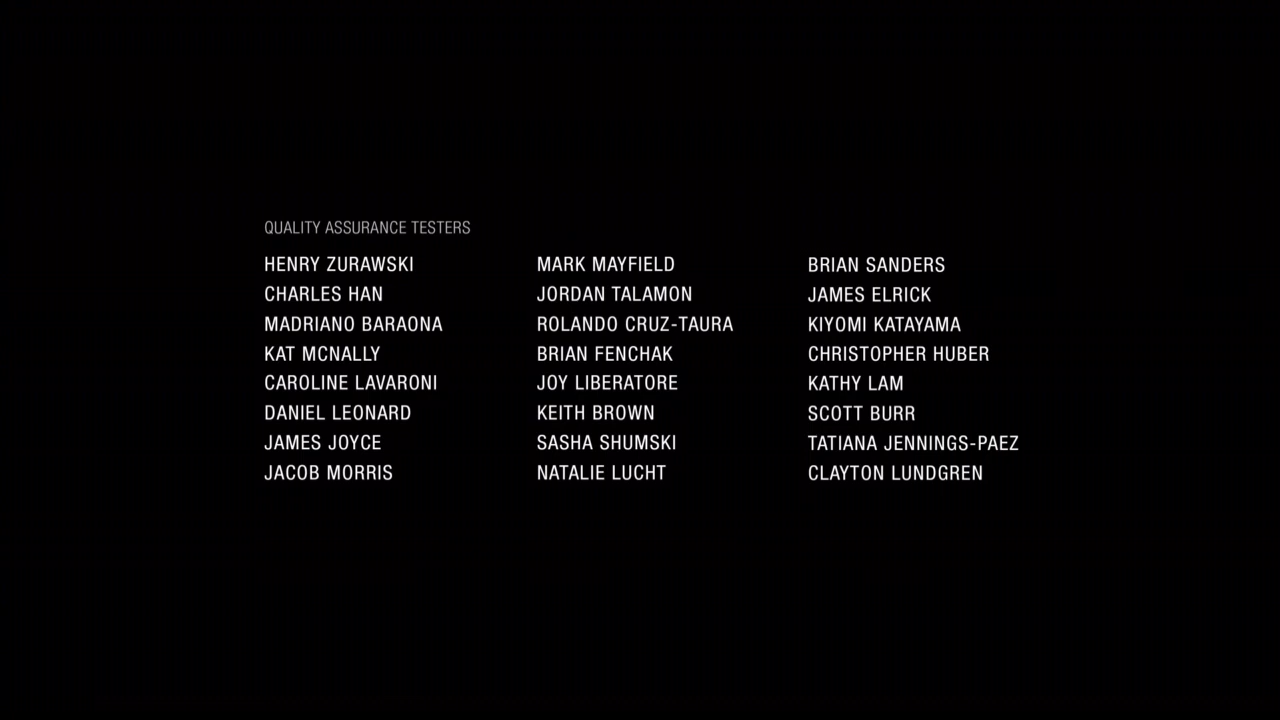 QUALITY ASSURANCE TESTERS
HENRY ZURAWSKI
CHARLES HAN
MADRIANO BARAONA
KAT MCNALLY
CAROLINE LAVARONI
DANIEL LEONARD
JAMES JOYCE
JACOB MORRIS
MARK MAYFIELD
JORDAN TALAMON
ROLANDO CRUZ-TAURA
BRIAN FENCHAK
JOY LIBERATORE
KEITH BROWN
SASHA SHUMSKI
NATALIE LUCHT
BRIAN SANDERS
JAMES ELRICK
KIYOMI KATAYAMA
CHRISTOPHER HUBER
KATHY LAM
SCOTT BURR
TATIANA JENNINGS-PAEZ
CLAYTON LUNDGREN